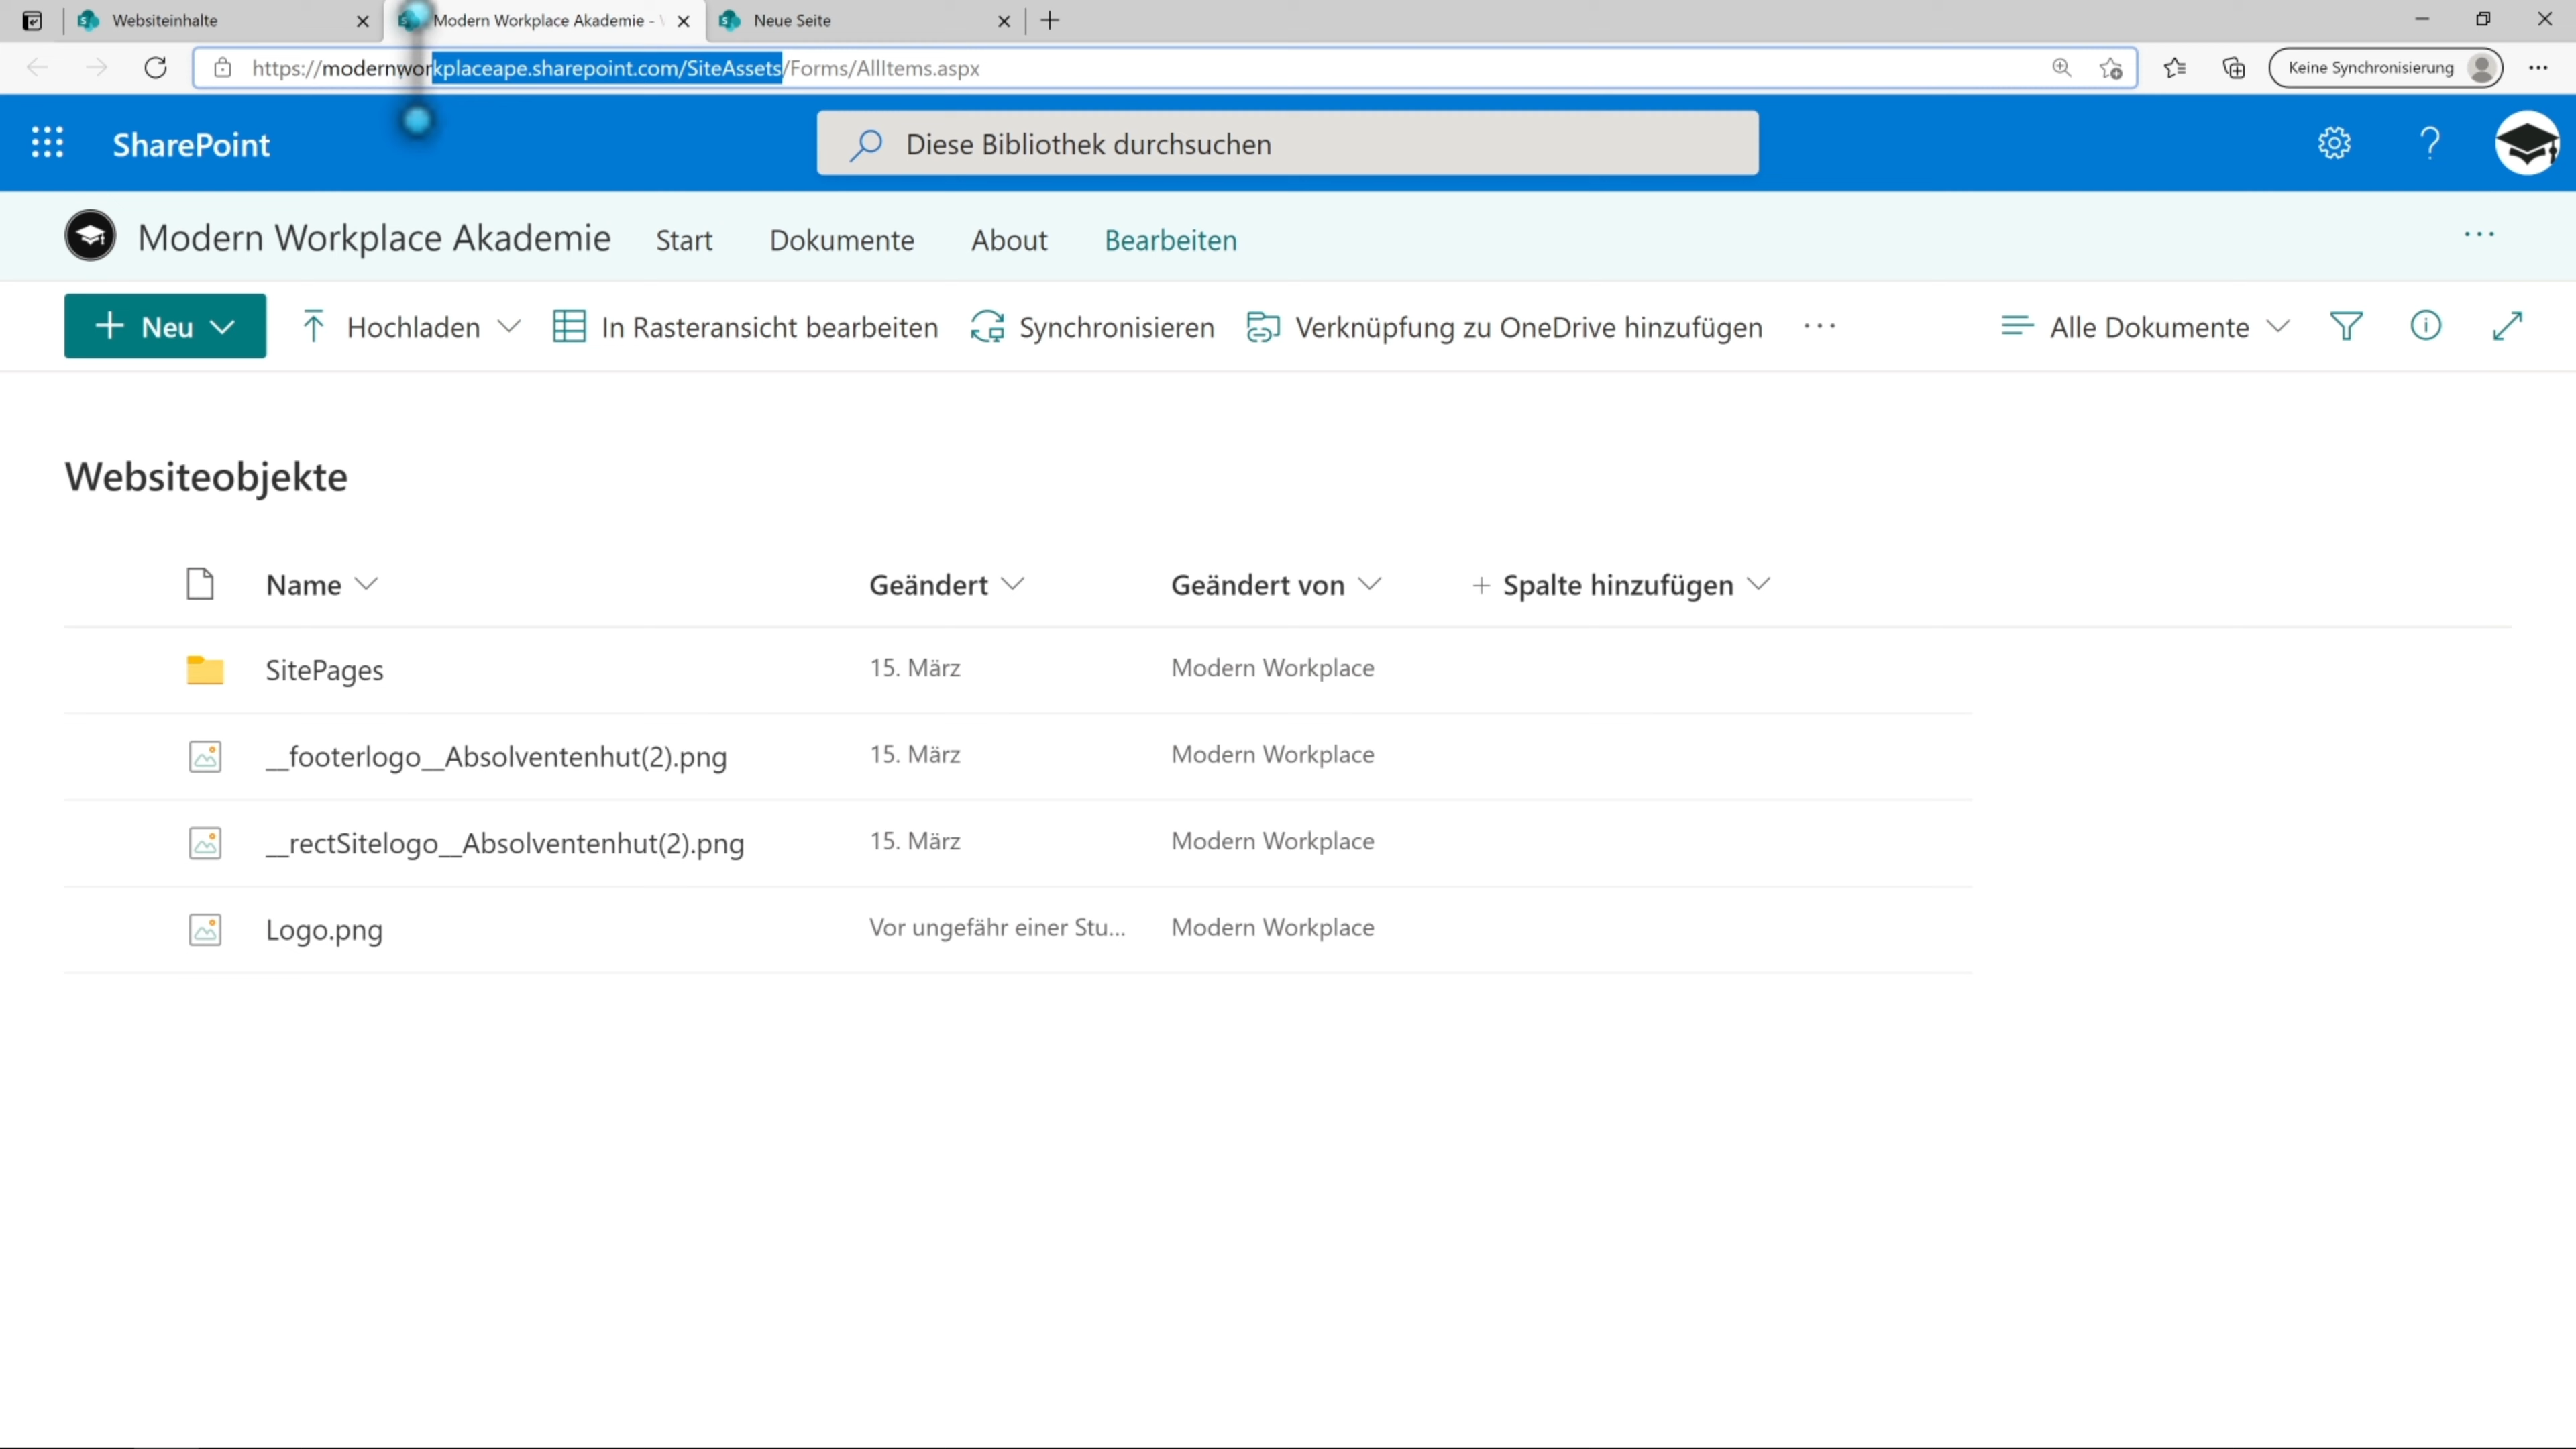 Websiteinhalte
Modern Workplace Akademie -
Neue Seite
https://modernworkplaceape.sharepoint.com/SiteAssets/Forms/AllItems.aspx
Keine Synchronisierung
SharePoint
Diese Bibliothek durchsuchen
Modern Workplace Akademie
Start
Dokumente
About
Bearbeiten
Neu
Hochladen
In Rasteransicht bearbeiten
Synchronisieren
Verknüpfung zu OneDrive hinzufügen
Alle Dokumente
Websiteobjekte
Name
Geändert
Geändert von
+ Spalte hinzufügen
SitePages
15. März
Modern Workplace
__footerlogo__Absolventenhut(2).png
15. März
Modern Workplace
__rectSitelogo__Absolventenhut(2).png
15. März
Modern Workplace
Logo.png
Vor ungefähr einer Stu...
Modern Workplace